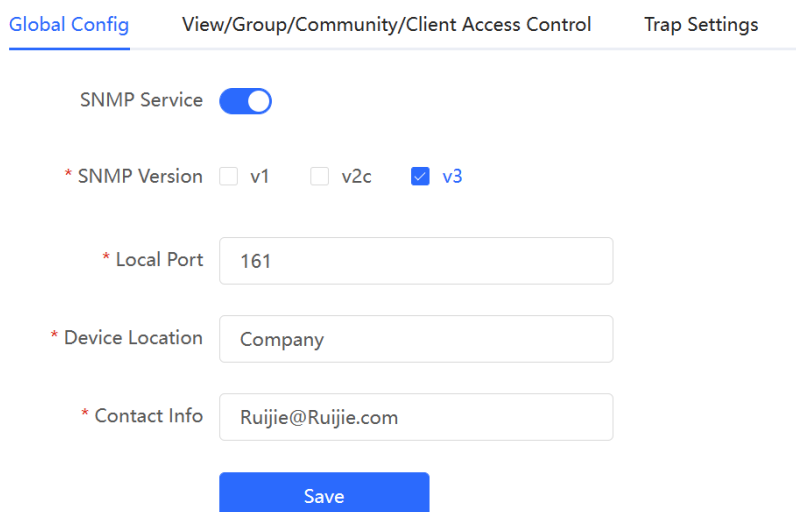 Global Config View/Group/Community/Client Access Control Trap Settings
SNMP Service
* SNMP Version v1 v2c v3
* Local Port 161
* Device Location Company
* Contact Info Ruijie@Ruijie.com
Save